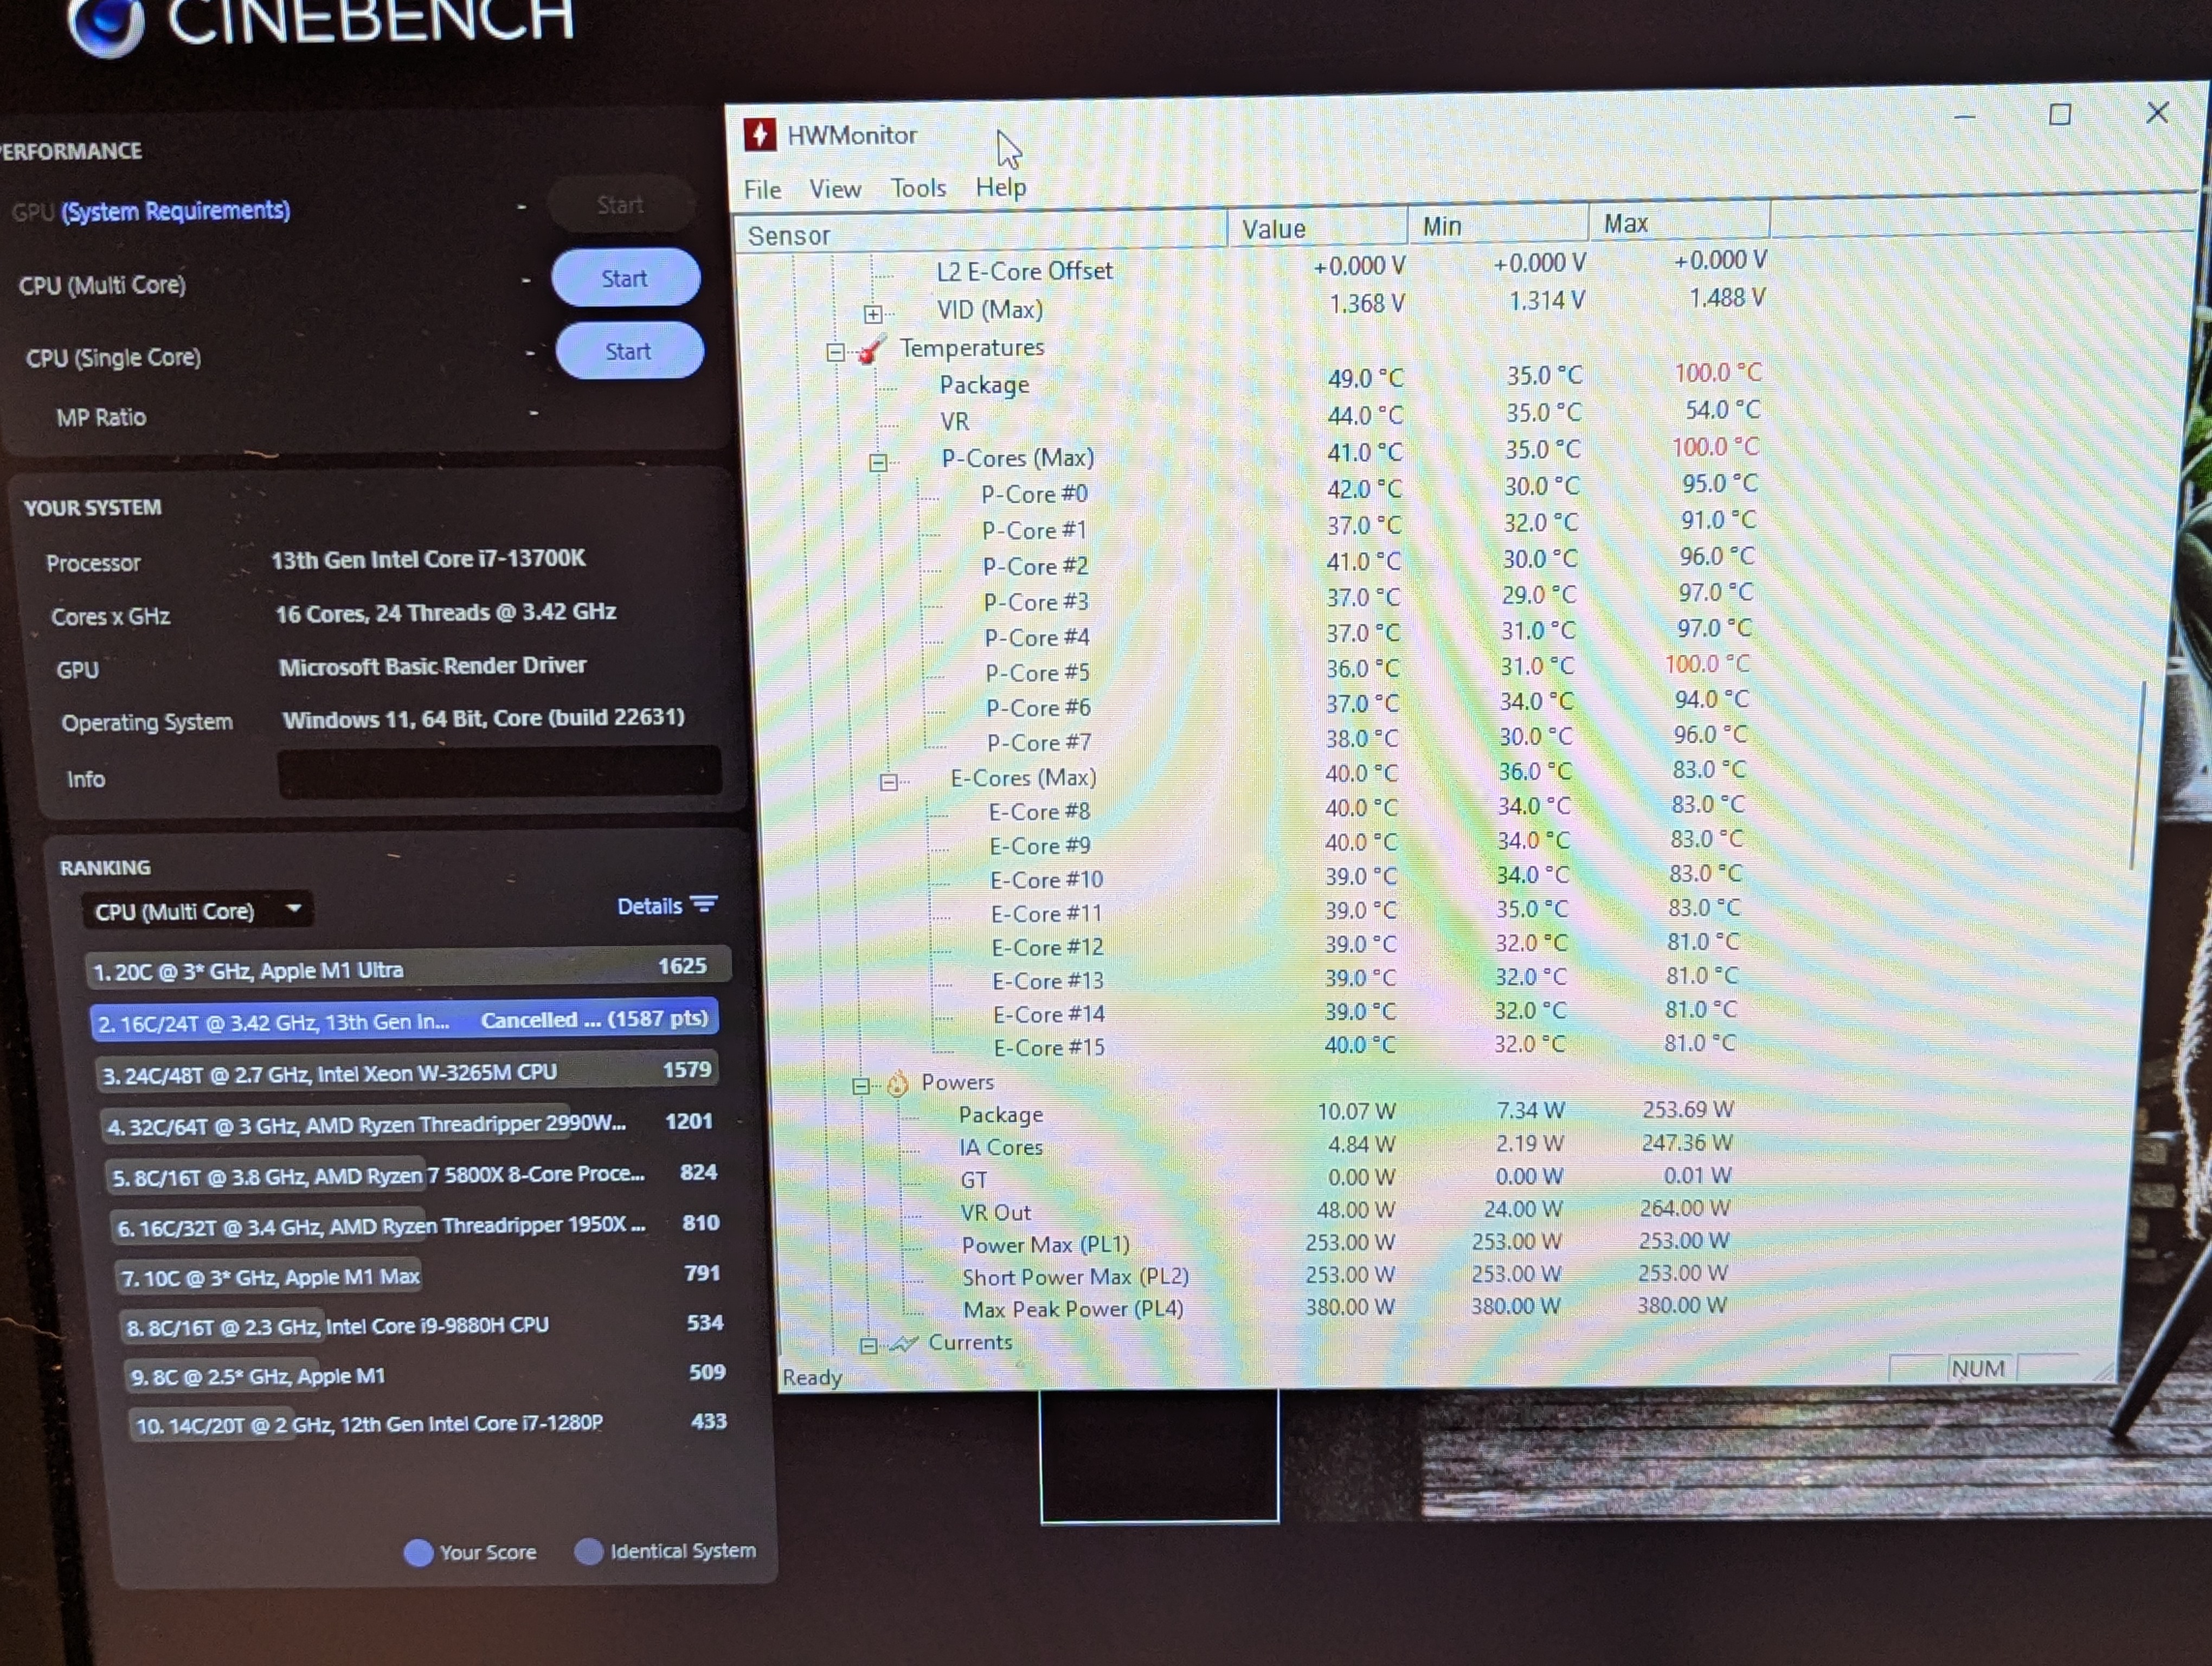 CINEBENCH
PERFORMANCE
GPU (System Requirements) - Start
CPU (Multi Core) - Start
CPU (Single Core) - Start
MP Ratio -
YOUR SYSTEM
Processor 13th Gen Intel Core i7-13700K
Cores x GHz 16 Cores, 24 Threads @ 3.42 GHz
GPU Microsoft Basic Render Driver
Operating System Windows 11, 64 Bit, Core (build 22631)
Info
RANKING
CPU (Multi Core) Details
1. 20C @ 3* GHz, Apple M1 Ultra 1625
2. 16C/24T @ 3.42 GHz, 13th Gen In... Cancelled ... (1587 pts)
3. 24C/48T @ 2.7 GHz, Intel Xeon W-3265M CPU 1579
4. 32C/64T @ 3 GHz, AMD Ryzen Threadripper 2990W... 1201
5. 8C/16T @ 3.8 GHz, AMD Ryzen 7 5800X 8-Core Proce... 824
6. 16C/32T @ 3.4 GHz, AMD Ryzen Threadripper 1950X ... 810
7. 10C @ 3* GHz, Apple M1 Max 791
8. 8C/16T @ 2.3 GHz, Intel Core i9-9880H CPU 534
9. 8C @ 2.5* GHz, Apple M1 509
10. 14C/20T @ 2 GHz, 12th Gen Intel Core i7-1280P 433
Your Score Identical System
HWMonitor
File View Tools Help
Sensor Value Min Max
L2 E-Core Offset +0.000 V +0.000 V +0.000 V
VID (Max) 1.368 V 1.314 V 1.488 V
Temperatures
Package 49.0 °C 35.0 °C 100.0 °C
VR 44.0 °C 35.0 °C 54.0 °C
P-Cores (Max) 41.0 °C 35.0 °C 100.0 °C
P-Core #0 42.0 °C 30.0 °C 95.0 °C
P-Core #1 37.0 °C 32.0 °C 91.0 °C
P-Core #2 41.0 °C 30.0 °C 96.0 °C
P-Core #3 37.0 °C 29.0 °C 97.0 °C
P-Core #4 37.0 °C 31.0 °C 97.0 °C
P-Core #5 36.0 °C 31.0 °C 100.0 °C
P-Core #6 37.0 °C 34.0 °C 94.0 °C
P-Core #7 38.0 °C 30.0 °C 96.0 °C
E-Cores (Max) 40.0 °C 36.0 °C 83.0 °C
E-Core #8 40.0 °C 34.0 °C 83.0 °C
E-Core #9 40.0 °C 34.0 °C 83.0 °C
E-Core #10 39.0 °C 34.0 °C 83.0 °C
E-Core #11 39.0 °C 35.0 °C 83.0 °C
E-Core #12 39.0 °C 32.0 °C 81.0 °C
E-Core #13 39.0 °C 32.0 °C 81.0 °C
E-Core #14 39.0 °C 32.0 °C 81.0 °C
E-Core #15 40.0 °C 32.0 °C 81.0 °C
Powers
Package 10.07 W 7.34 W 253.69 W
IA Cores 4.84 W 2.19 W 247.36 W
GT 0.00 W 0.00 W 0.01 W
VR Out 48.00 W 24.00 W 264.00 W
Power Max (PL1) 253.00 W 253.00 W 253.00 W
Short Power Max (PL2) 253.00 W 253.00 W 253.00 W
Max Peak Power (PL4) 380.00 W 380.00 W 380.00 W
Currents
Ready NUM